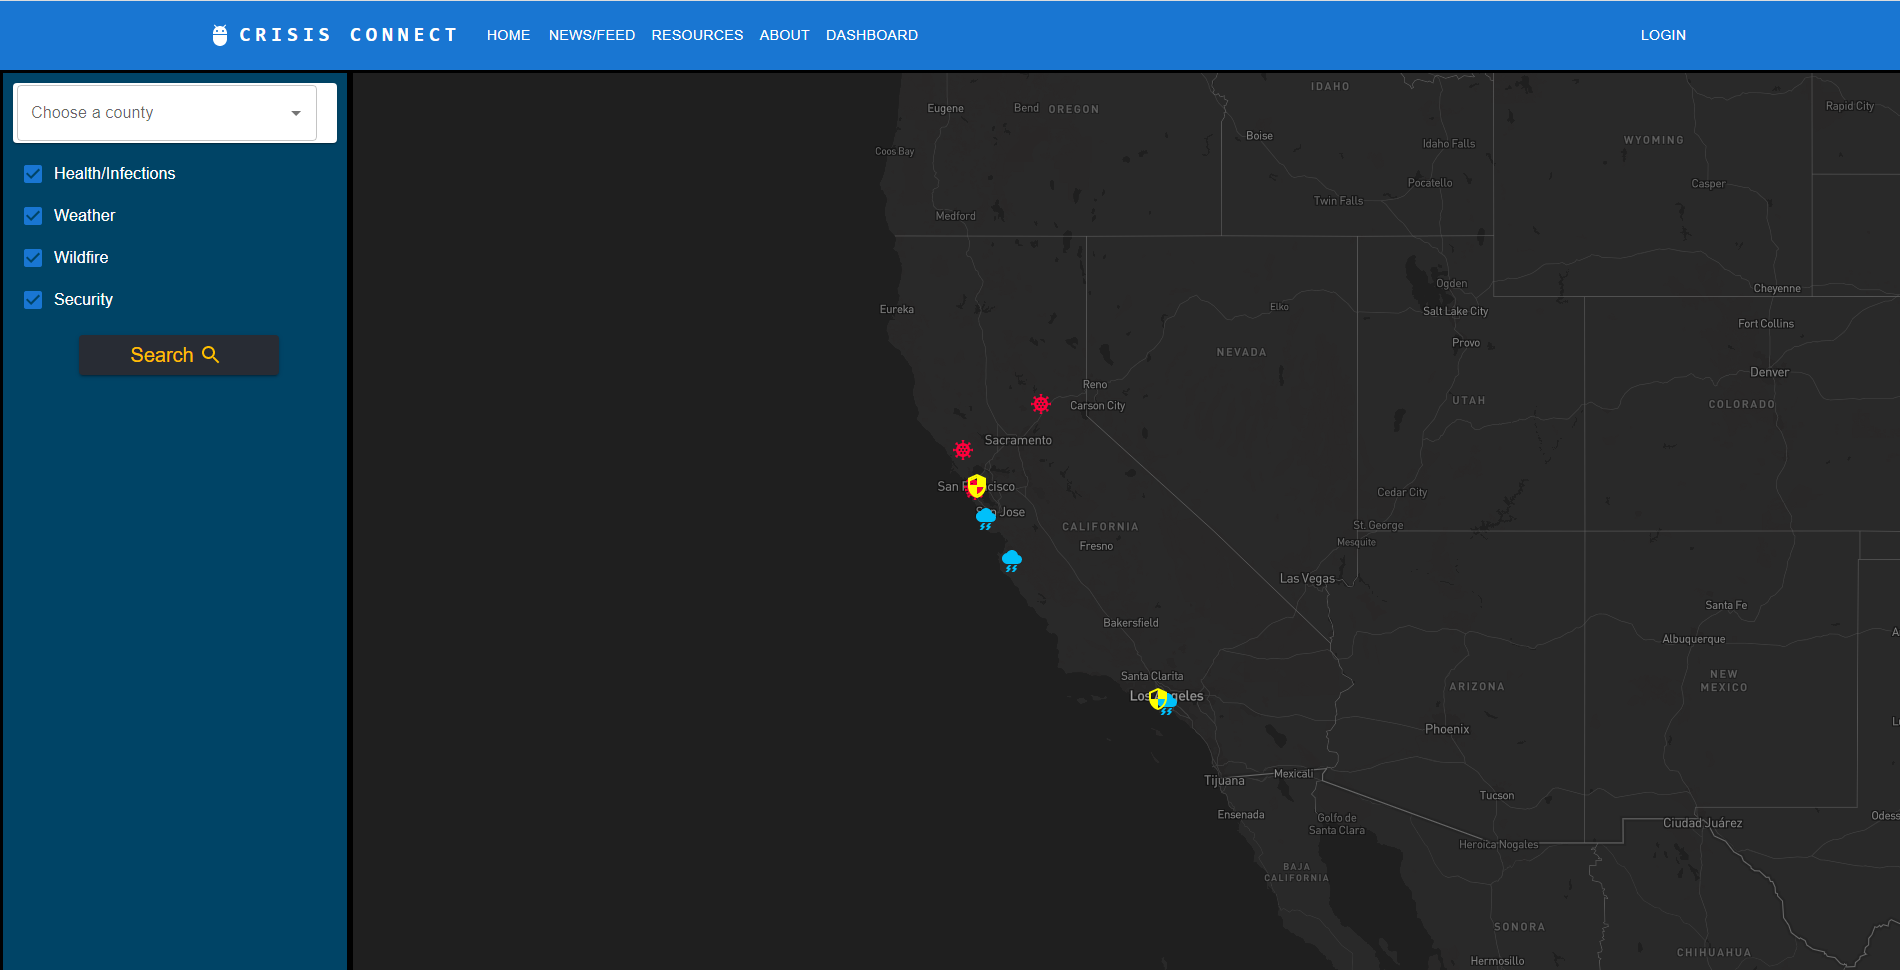 CRISIS CONNECT
HOME
NEWS/FEED
RESOURCES
ABOUT
DASHBOARD
LOGIN
Choose a county
Health/Infections
Weather
Wildfire
Security
Search
IDAHO
Eugene
Bend
OREGON
Rapid City
Boise
Idaho Falls
WYOMING
Coos Bay
Pocatello
Casper
Twin Falls
Medford
Ogden
Cheyenne
Eureka
Elko
Salt Lake City
Fort Collins
Provo
NEVADA
Denver
Reno
UTAH
COLORADO
Carson City
Sacramento
San Francisco
Cedar City
San Jose
CALIFORNIA
St. George
Fresno
Mesquite
Las Vegas
Santa Fe
Bakersfield
Albuquerque
A
Santa Clarita
NEW
MEXICO
ARIZONA
Los Angeles
Phoenix
L
Tijuana
Mexicali
Tucson
Ensenada
Golfo de
Santa Clara
Ciudad Juárez
Odess
Heroica Nogales
BAJA
CALIFORNIA
SONORA
CHIHUAHUA
Hermosillo